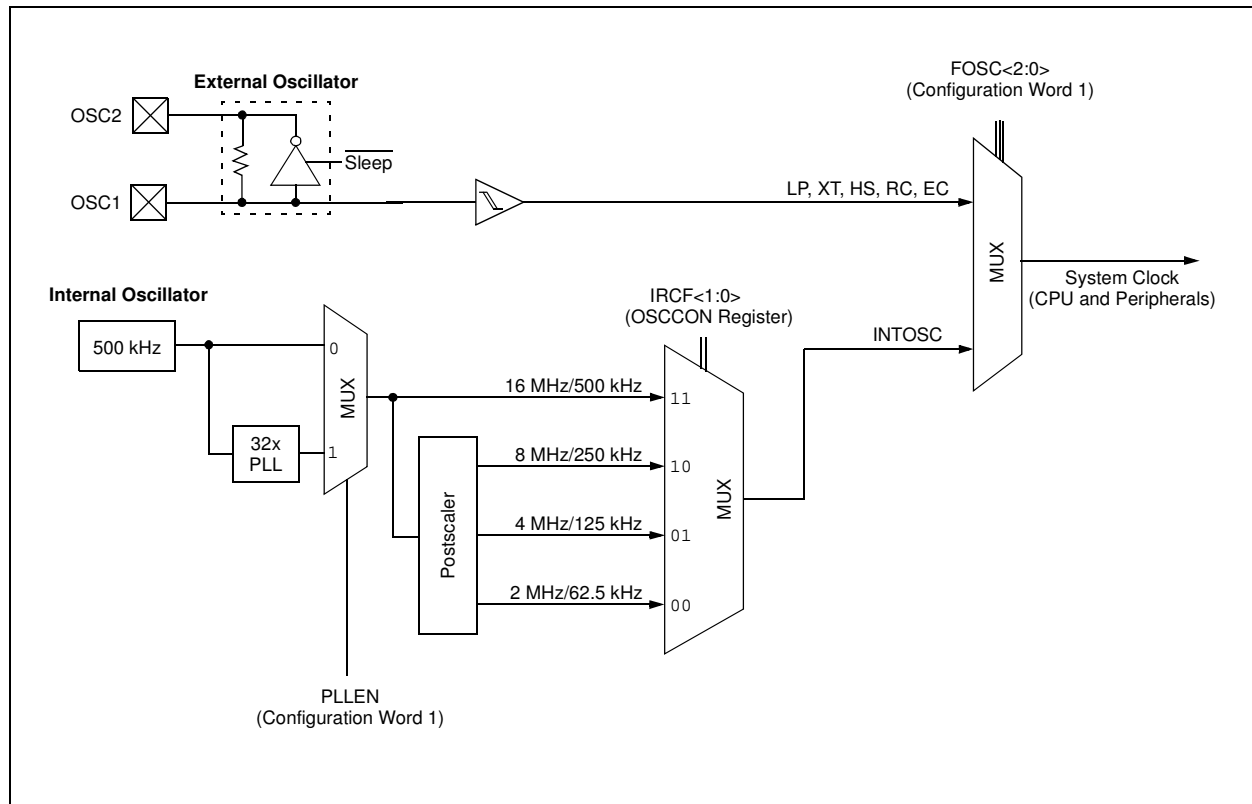 External Oscillator
OSC2
OSC1
Sleep
FOSC<2:0>
(Configuration Word 1)
LP, XT, HS, RC, EC
MUX
System Clock
(CPU and Peripherals)
INTOSC
Internal Oscillator
500 kHz
32x
PLL
0
1
MUX
PLLEN
(Configuration Word 1)
IRCF<1:0>
(OSCCON Register)
16 MHz/500 kHz
8 MHz/250 kHz
4 MHz/125 kHz
2 MHz/62.5 kHz
Postscaler
11
10
01
00
MUX